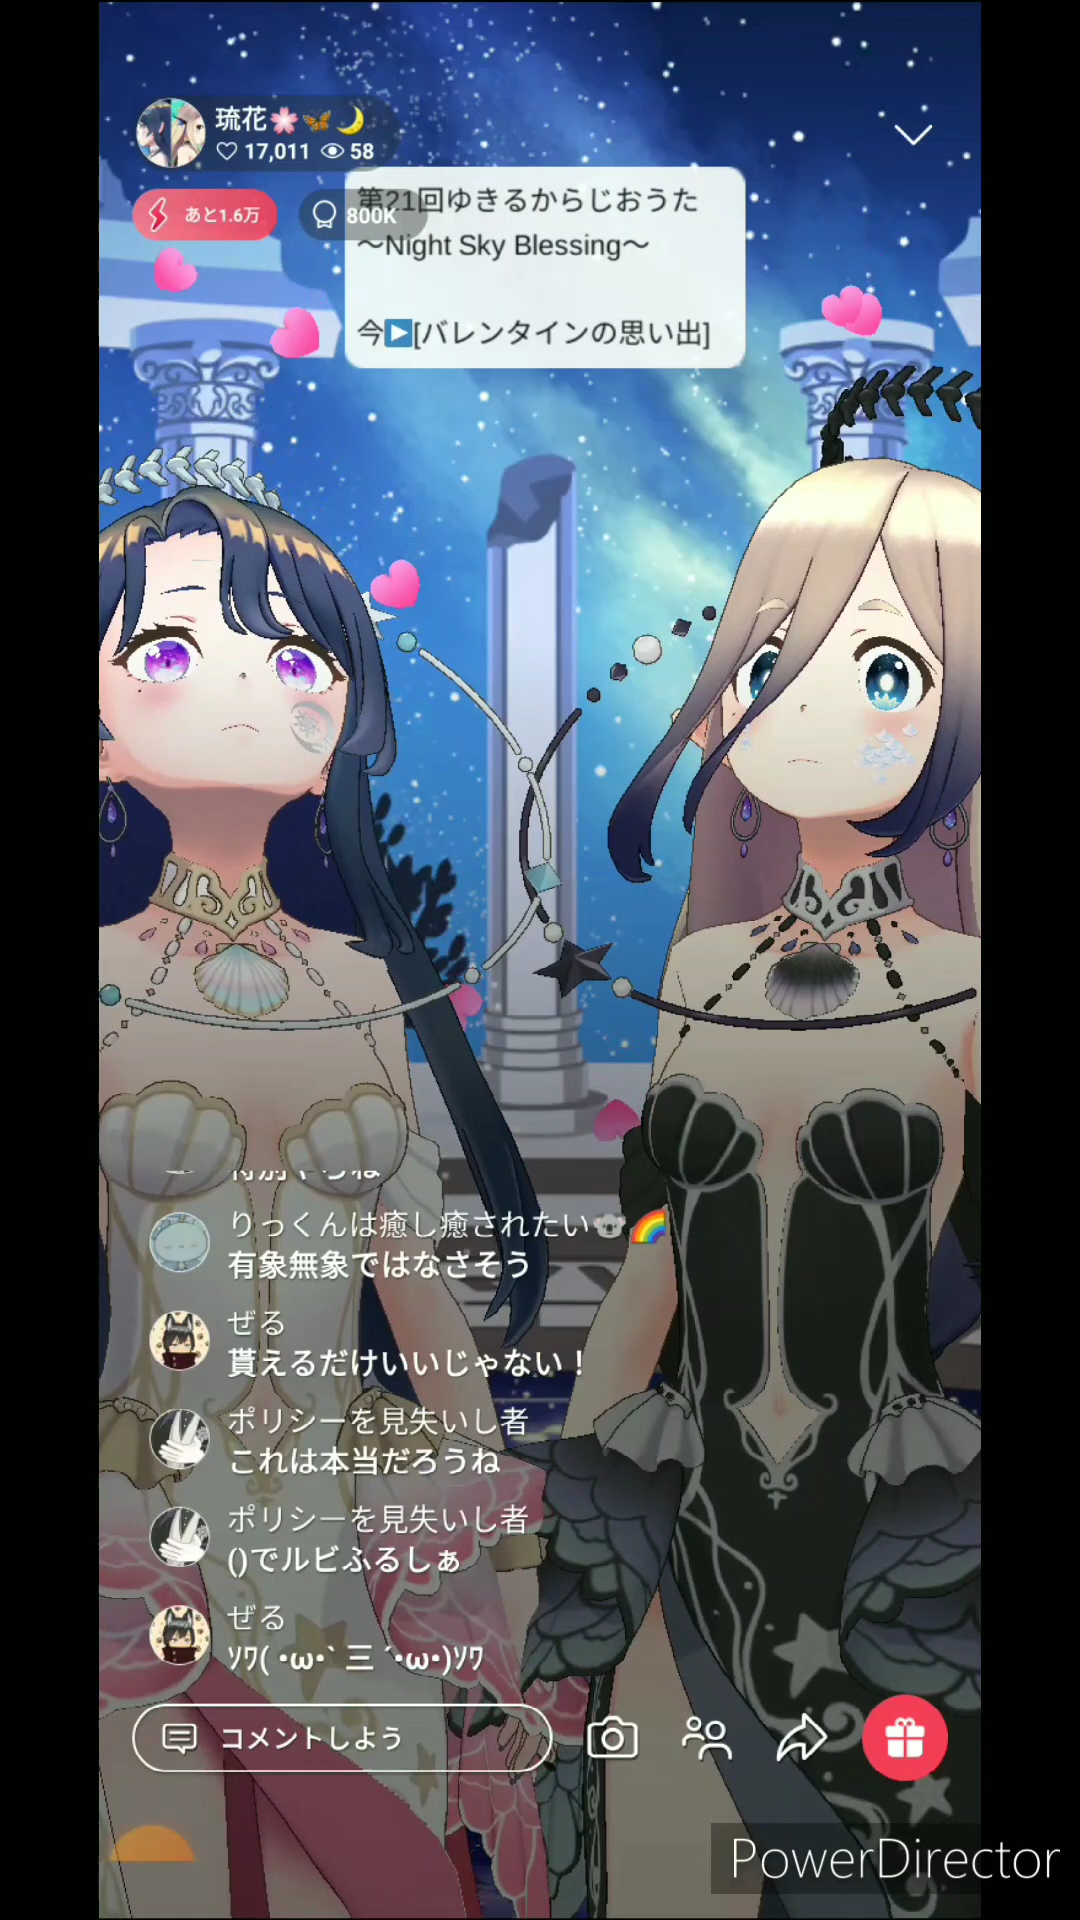 琉花🌸🦋🌙
17,011 58
あと1.6万
800K
第21回ゆきるからじおうた
〜Night Sky Blessing〜
今▶[バレンタインの思い出]
りっくんは癒し癒されたい🐨🌈
有象無象ではなさそう
ぜる
貰えるだけいいじゃない！
ポリシーを見失いし者
これは本当だろうね
ポリシーを見失いし者
()でルビふるしぁ
ぜる
ｿﾜ( •ω•` 三 ´•ω•)ｿﾜ
コメントしよう
PowerDirector